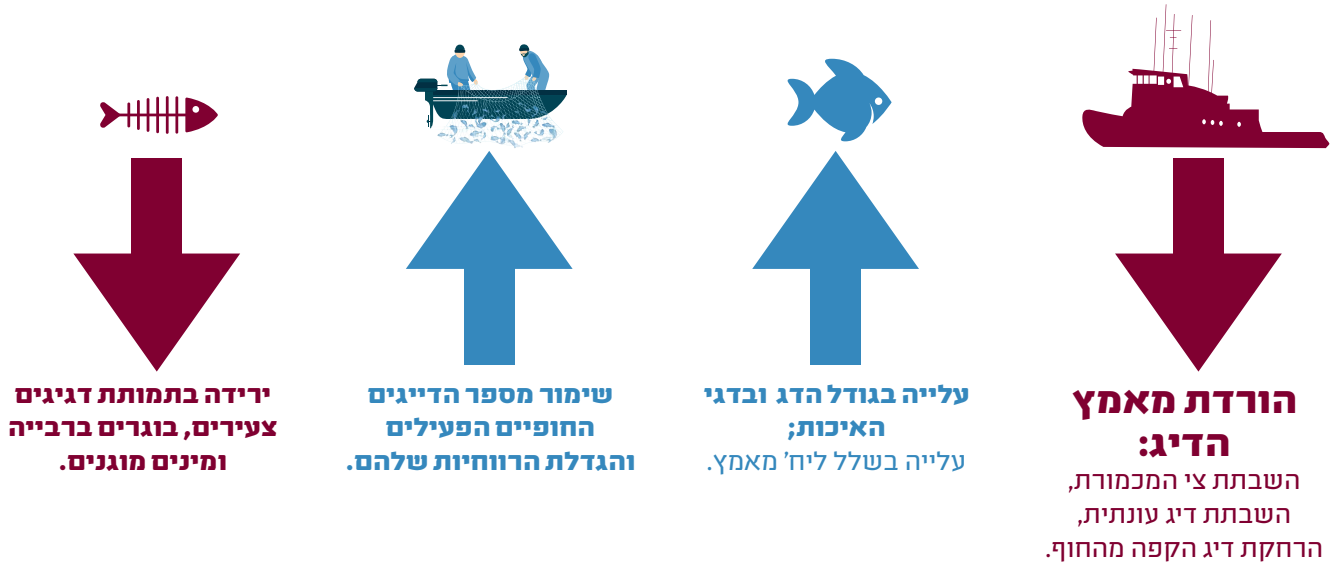 הורדת מאמץ
הדיג:
השבתת צי המכמורת,
השבתת דיג עונתית,
הרחקת דיג הקפה מהחוף.
עלייה בגודל הדג ובדגי
האיכות;
עלייה בשלל ליח' מאמץ.
שימור מספר הדייגים
החופיים הפעילים
והגדלת הרווחיות שלהם.
ירידה בתמותת דגיגים
צעירים, בוגרים ברבייה
ומינים מוגנים.